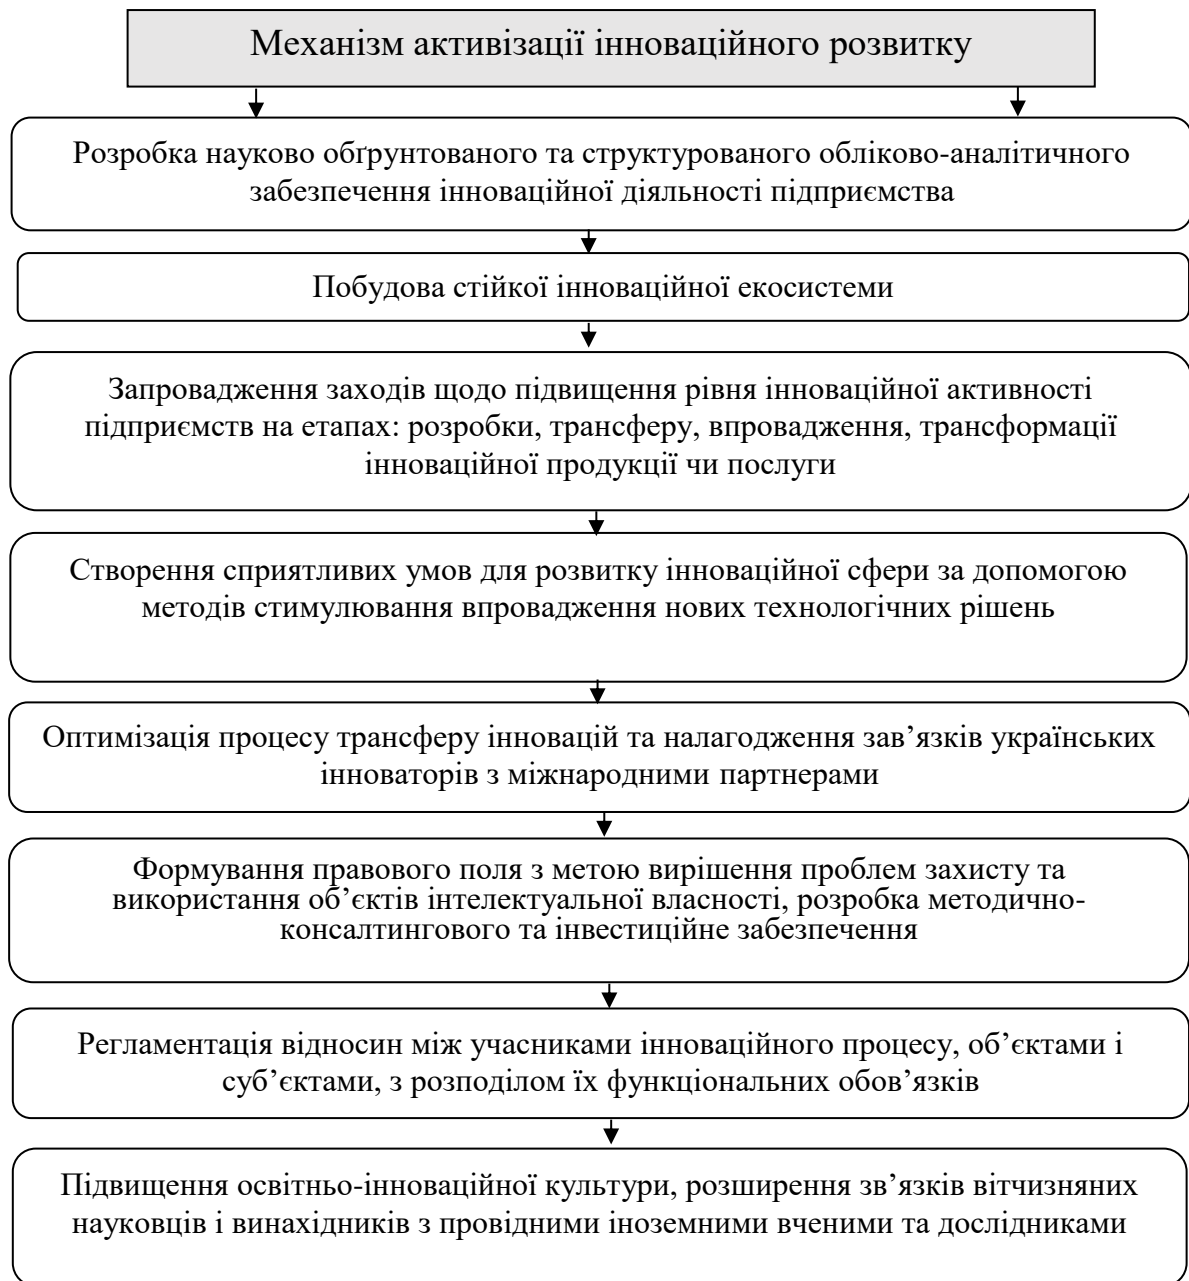 Механізм активізації інноваційного розвитку
Розробка науково обґрунтованого та структурованого обліково-аналітичного
забезпечення інноваційної діяльності підприємства
Побудова стійкої інноваційної екосистеми
Запровадження заходів щодо підвищення рівня інноваційної активності
підприємств на етапах: розробки, трансферу, впровадження, трансформації
інноваційної продукції чи послуги
Створення сприятливих умов для розвитку інноваційної сфери за допомогою
методів стимулювання впровадження нових технологічних рішень
Оптимізація процесу трансферу інновацій та налагодження зав’язків українських
інноваторів з міжнародними партнерами
Формування правового поля з метою вирішення проблем захисту та
використання об’єктів інтелектуальної власності, розробка методично-
консалтингового та інвестиційне забезпечення
Регламентація відносин між учасниками інноваційного процесу, об’єктами і
суб’єктами, з розподілом їх функціональних обов’язків
Підвищення освітньо-інноваційної культури, розширення зв’язків вітчизняних
науковців і винахідників з провідними іноземними вченими та дослідниками